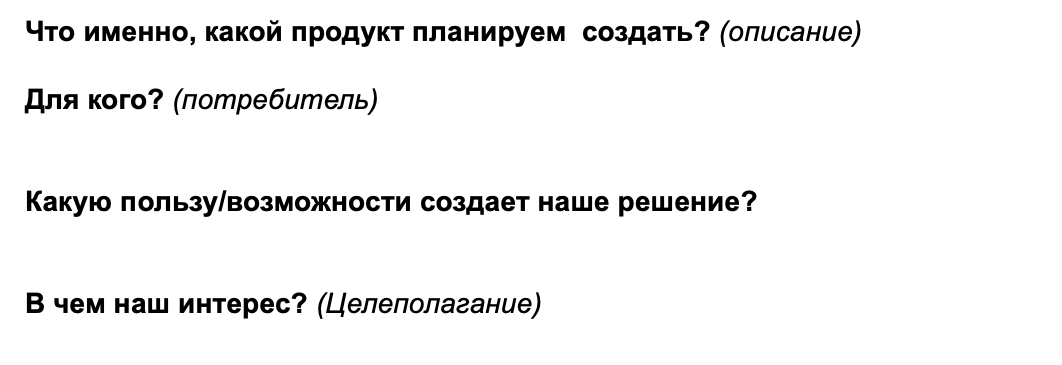 Что именно, какой продукт планируем  создать? (описание)
Для кого? (потребитель)
Какую пользу/возможности создает наше решение?
В чем наш интерес? (Целеполагание)